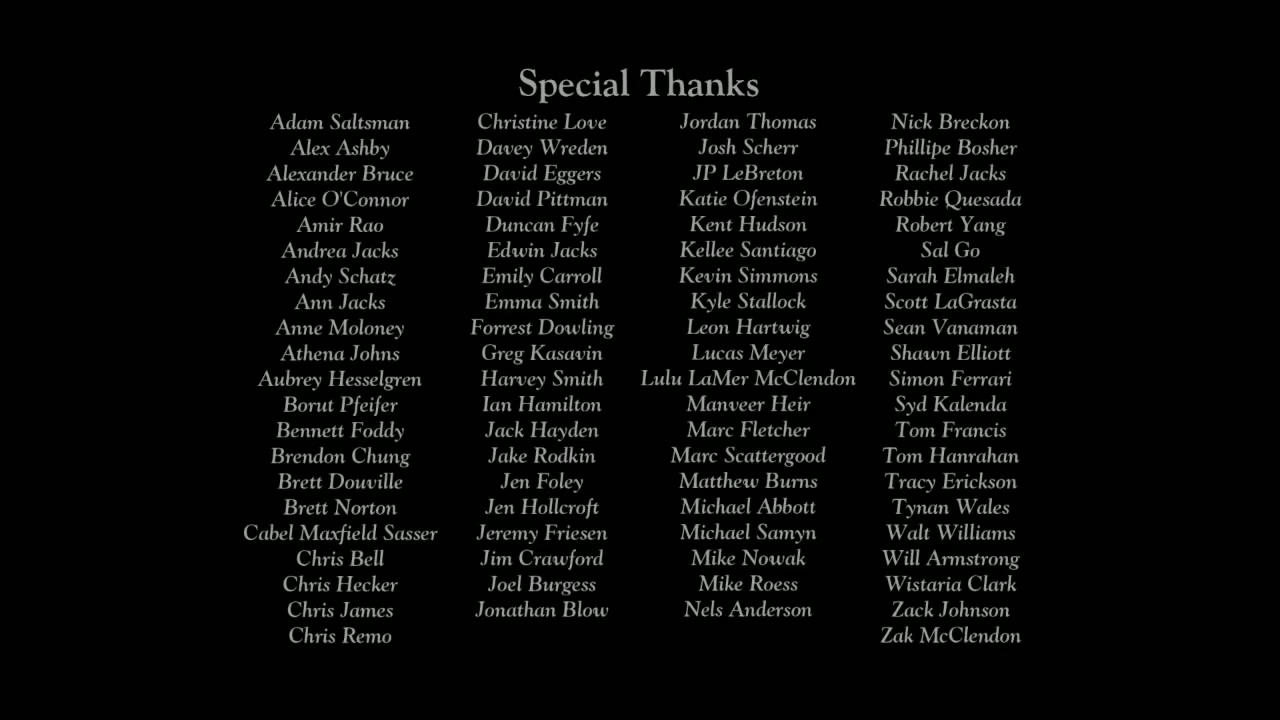 Special Thanks
Adam Saltsman
Alex Ashby
Alexander Bruce
Alice O'Connor
Amir Rao
Andrea Jacks
Andy Schatz
Ann Jacks
Anne Moloney
Athena Johns
Aubrey Hesselgren
Borut Pfeifer
Bennett Foddy
Brendon Chung
Brett Douville
Brett Norton
Cabel Maxfield Sasser
Chris Bell
Chris Hecker
Chris James
Chris Remo
Christine Love
Davey Wreden
David Eggers
David Pittman
Duncan Fyfe
Edwin Jacks
Emily Carroll
Emma Smith
Forrest Dowling
Greg Kasavin
Harvey Smith
Ian Hamilton
Jack Hayden
Jake Rodkin
Jen Foley
Jen Hollcroft
Jeremy Friesen
Jim Crawford
Joel Burgess
Jonathan Blow
Jordan Thomas
Josh Scherr
JP LeBreton
Katie Ofenstein
Kent Hudson
Kellee Santiago
Kevin Simmons
Kyle Stallock
Leon Hartwig
Lucas Meyer
Lulu LaMer McClendon
Manveer Heir
Marc Fletcher
Marc Scattergood
Matthew Burns
Michael Abbott
Michael Samyn
Mike Nowak
Mike Roess
Nels Anderson
Nick Breckon
Phillipe Bosher
Rachel Jacks
Robbie Quesada
Robert Yang
Sal Go
Sarah Elmaleh
Scott LaGrasta
Sean Vanaman
Shawn Elliott
Simon Ferrari
Syd Kalenda
Tom Francis
Tom Hanrahan
Tracy Erickson
Tynan Wales
Walt Williams
Will Armstrong
Wistaria Clark
Zack Johnson
Zak McClendon